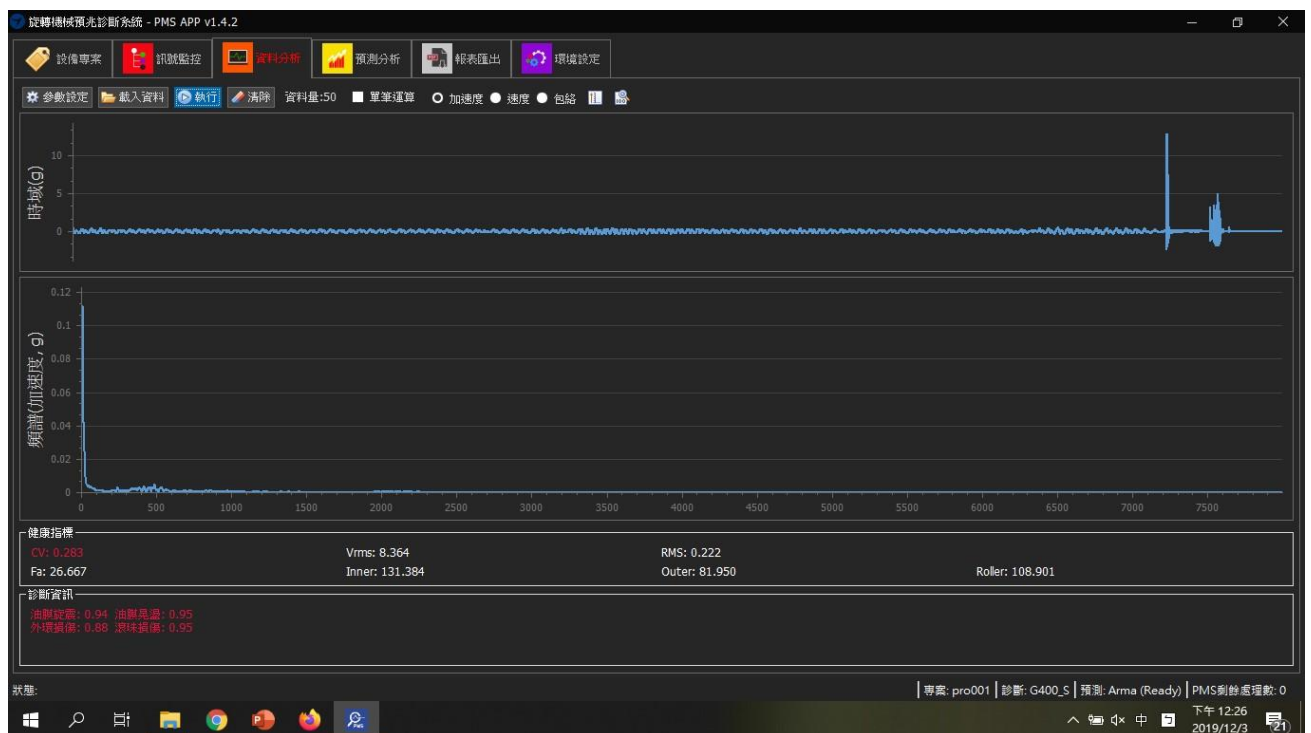 旋轉機械預兆診斷系統 - PMS APP v1.4.2
設備專案 訊號監控 資料分析 預測分析 報表匯出 環境設定
參數設定 載入資料 執行 清除 資料量:50 單筆運算 加速度 速度 包絡
時域(g)
10
5
0
頻譜(加速度, g)
0.12
0.1
0.08
0.06
0.04
0.02
0
0 500 1000 1500 2000 2500 3000 3500 4000 4500 5000 5500 6000 6500 7000 7500
健康指標
CV: 0.283 Vrms: 8.364 RMS: 0.222
Fa: 26.667 Inner: 131.384 Outer: 81.950 Roller: 108.901
診斷資訊
油膜旋震: 0.94 油膜晃盪: 0.95
外環損傷: 0.88 滾珠損傷: 0.95
狀態: 專案: pro001 診斷: G400_S 預測: Arma (Ready) PMS剩餘處理數: 0
中 下午 12:26
2019/12/3 21